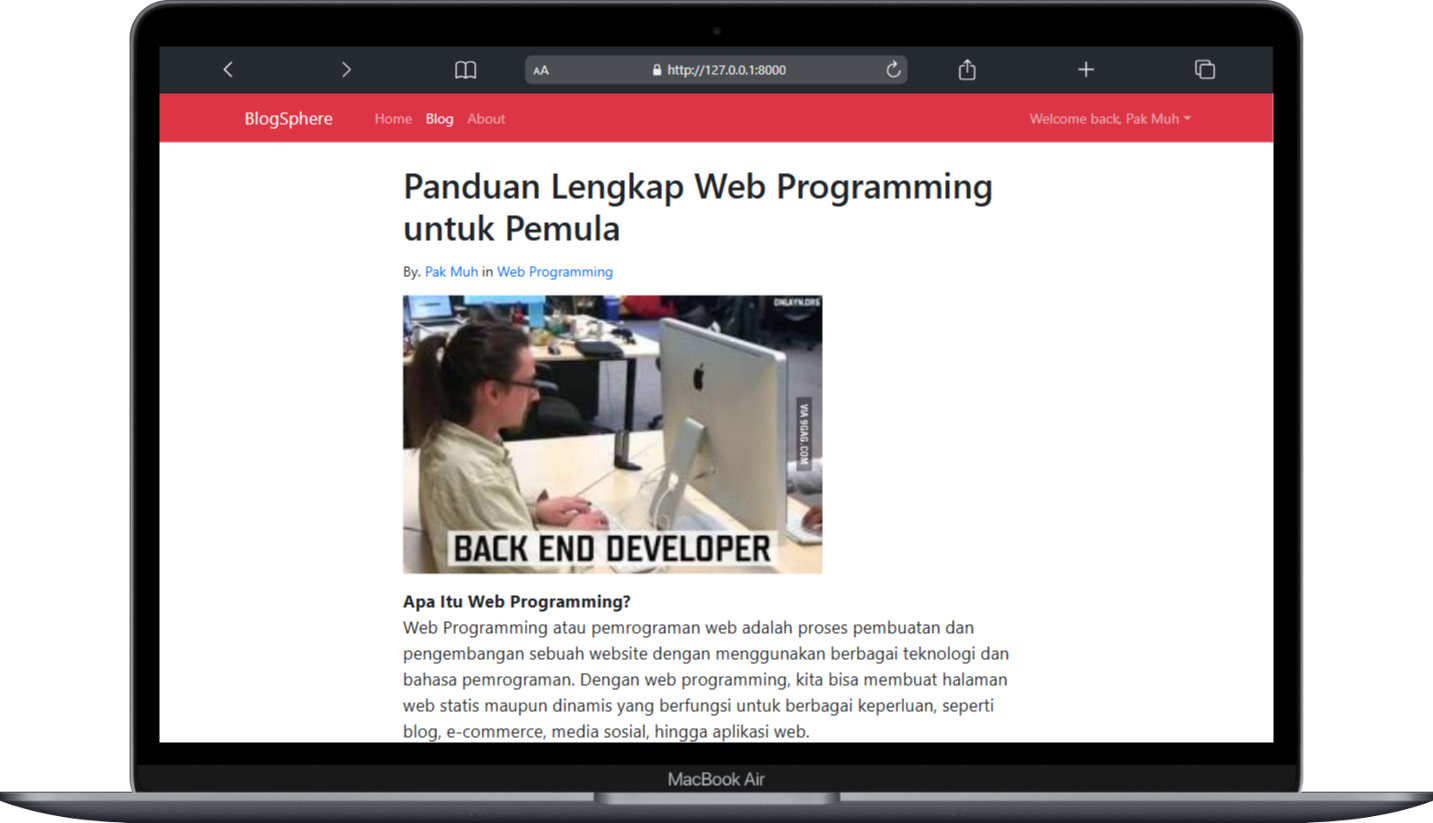 AA http://127.0.0.1:8000
BlogSphere Home Blog About Welcome back, Pak Muh
Panduan Lengkap Web Programming
untuk Pemula
By. Pak Muh in Web Programming
ONLAYN.ORG
VIA 9GAG.COM
BACK END DEVELOPER
Apa Itu Web Programming?
Web Programming atau pemrograman web adalah proses pembuatan dan
pengembangan sebuah website dengan menggunakan berbagai teknologi dan
bahasa pemrograman. Dengan web programming, kita bisa membuat halaman
web statis maupun dinamis yang berfungsi untuk berbagai keperluan, seperti
blog, e-commerce, media sosial, hingga aplikasi web.
MacBook Air